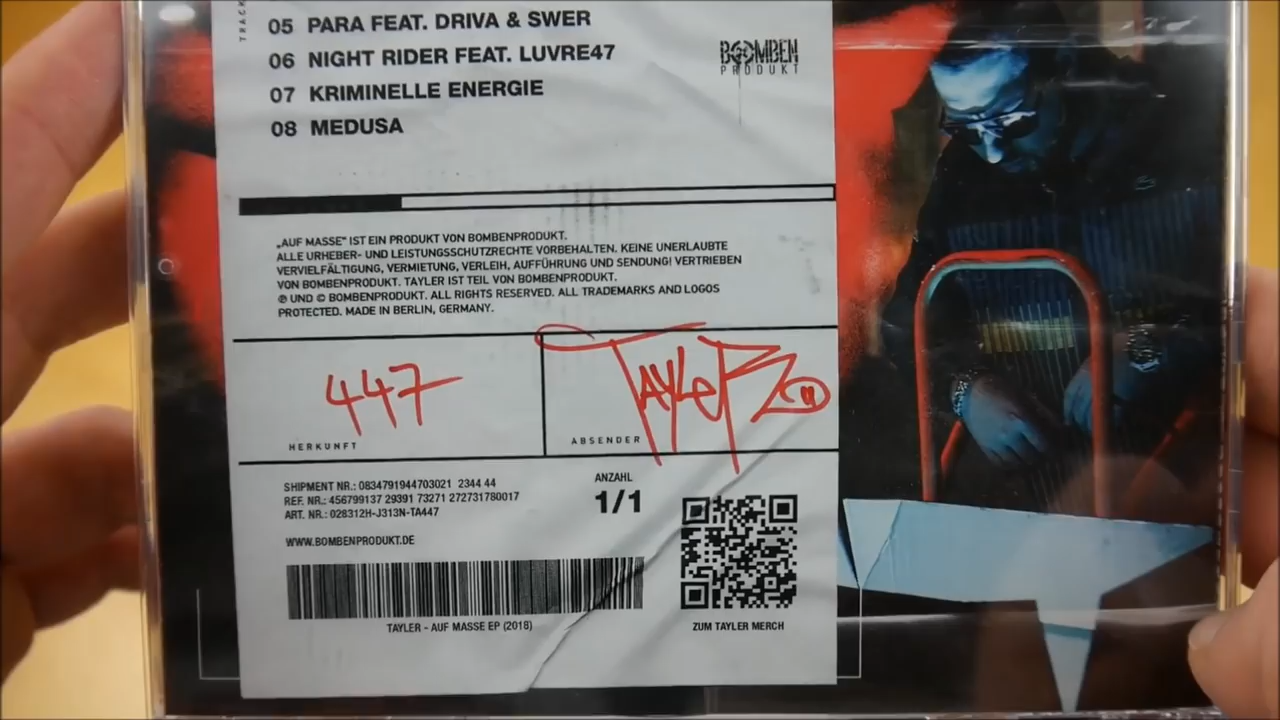 TRACK
05 PARA FEAT. DRIVA & SWER
06 NIGHT RIDER FEAT. LUVRE47
07 KRIMINELLE ENERGIE
08 MEDUSA
BOMBEN
PRODUKT
„AUF MASSE" IST EIN PRODUKT VON BOMBENPRODUKT.
ALLE URHEBER- UND LEISTUNGSSCHUTZRECHTE VORBEHALTEN. KEINE UNERLAUBTE
VERVIELFÄLTIGUNG, VERMIETUNG, VERLEIH, AUFFÜHRUNG UND SENDUNG! VERTRIEBEN
VON BOMBENPRODUKT. TAYLER IST TEIL VON BOMBENPRODUKT.
℗ UND © BOMBENPRODUKT. ALL RIGHTS RESERVED. ALL TRADEMARKS AND LOGOS
PROTECTED. MADE IN BERLIN, GERMANY.
447
HERKUNFT
TAYLER
ABSENDER
SHIPMENT NR.: 0834791944703021 2344 44
REF. NR.: 456799137 29391 73271 272731780017
ART. NR.: 028312H-J313N-TA447
ANZAHL
1/1
WWW.BOMBENPRODUKT.DE
TAYLER - AUF MASSE EP (2018)
ZUM TAYLER MERCH